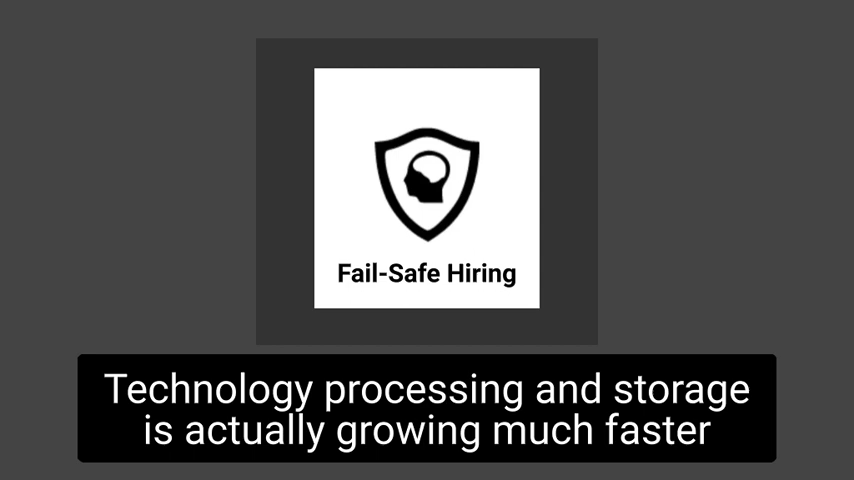 Fail-Safe Hiring
Technology processing and storage
is actually growing much faster